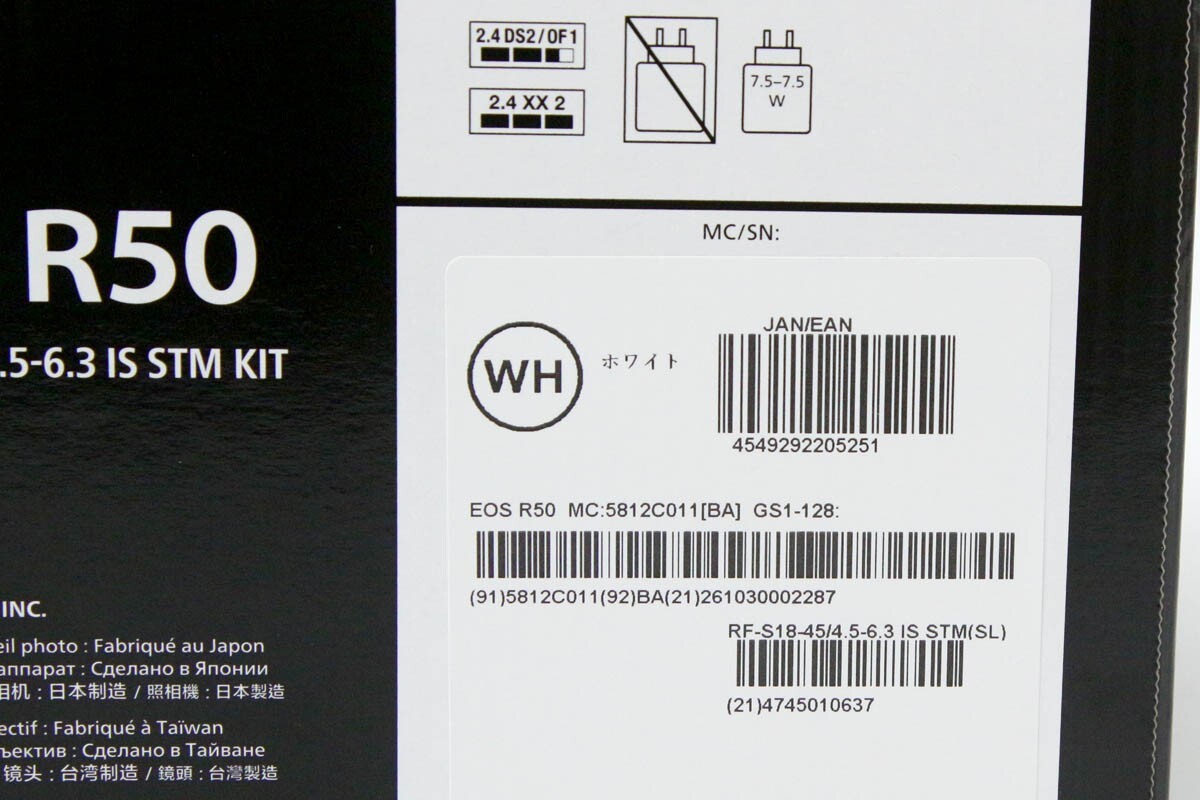 2.4 DS2/OF1
2.4 XX 2
7.5–7.5
W
R50
.5-6.3 IS STM KIT
MC/SN:
WH
ホワイト
JAN/EAN
4549292205251
EOS R50 MC:5812C011[BA] GS1-128:
(91)5812C011(92)BA(21)261030002287
RF-S18-45/4.5-6.3 IS STM(SL)
(21)4745010637
INC.
eil photo : Fabriqué au Japon
аппарат : Сделано в Японии
相机 : 日本制造 / 照相機 : 日本製造
ectif : Fabriqué à Taïwan
ъектив : Сделано в Тайване
镜头 : 台湾制造 / 鏡頭 : 台灣製造